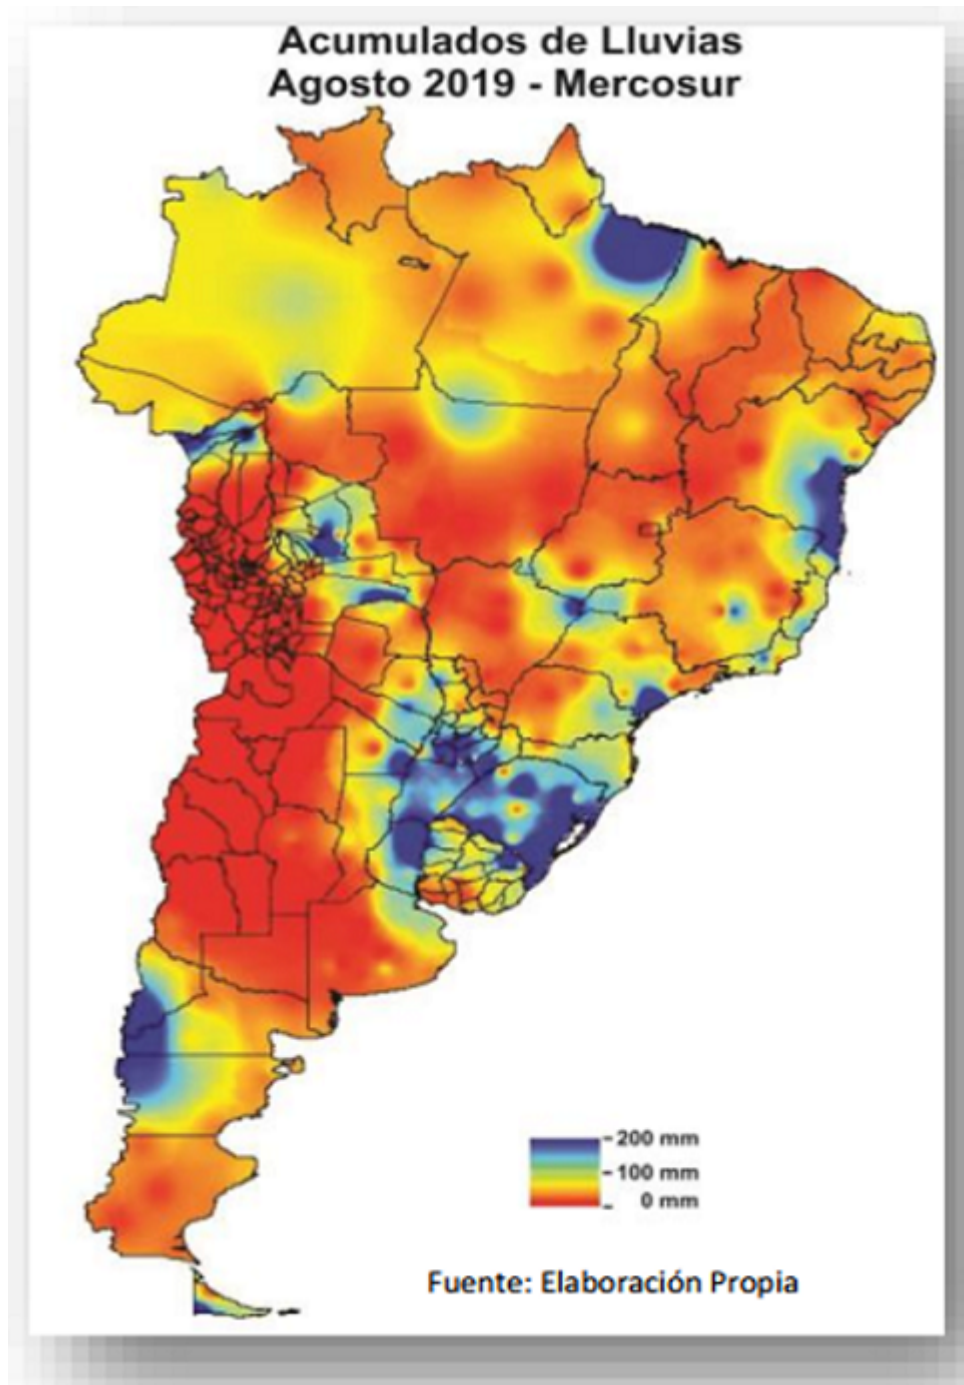 Acumulados de Lluvias
Agosto 2019 - Mercosur
200 mm
100 mm
0 mm
Fuente: Elaboración Propia